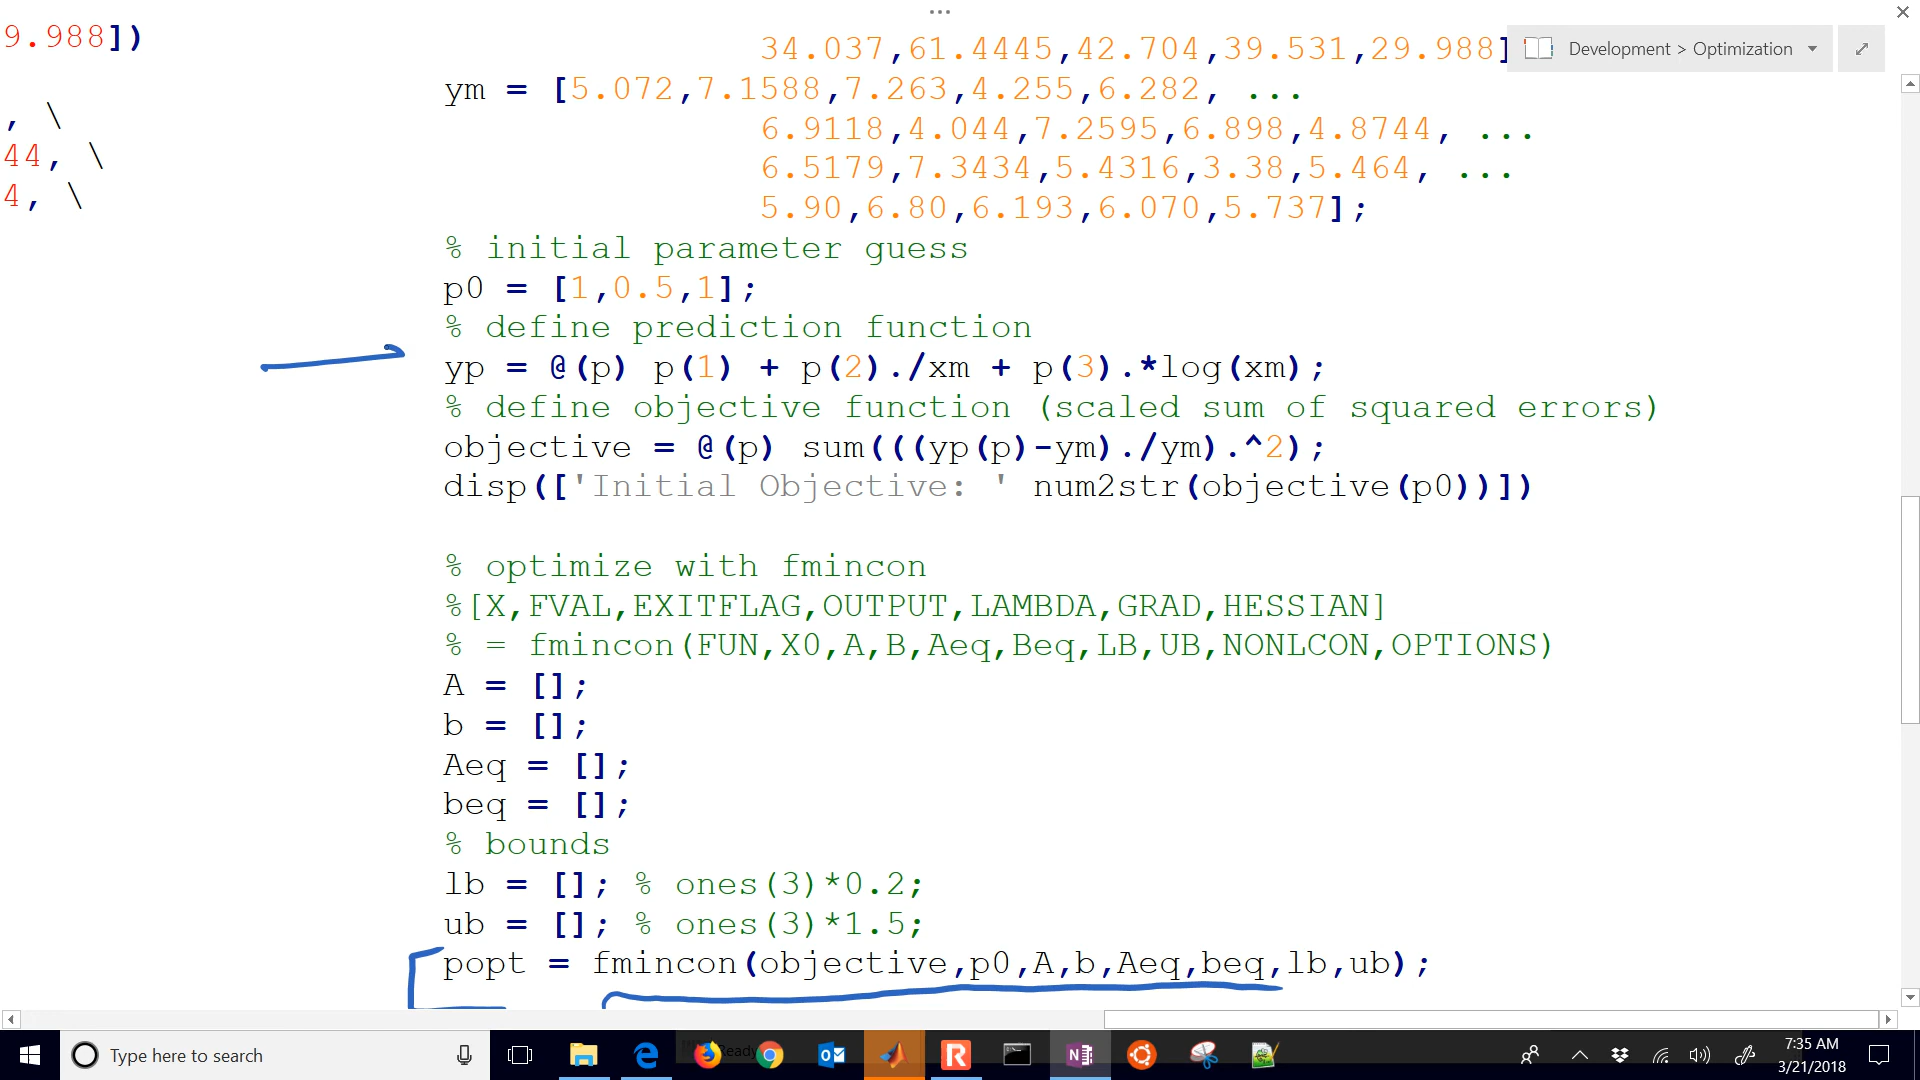 9.988])
, \
44, \
4, \
34.037,61.4445,42.704,39.531,29.988]
Development > Optimization
ym = [5.072,7.1588,7.263,4.255,6.282, ...
6.9118,4.044,7.2595,6.898,4.8744, ...
6.5179,7.3434,5.4316,3.38,5.464, ...
5.90,6.80,6.193,6.070,5.737];
% initial parameter guess
p0 = [1,0.5,1];
% define prediction function
yp = @(p) p(1) + p(2)./xm + p(3).*log(xm);
% define objective function (scaled sum of squared errors)
objective = @(p) sum(((yp(p)-ym)./ym).^2);
disp(['Initial Objective: ' num2str(objective(p0))])
% optimize with fmincon
%[X,FVAL,EXITFLAG,OUTPUT,LAMBDA,GRAD,HESSIAN]
% = fmincon(FUN,X0,A,B,Aeq,Beq,LB,UB,NONLCON,OPTIONS)
A = [];
b = [];
Aeq = [];
beq = [];
% bounds
lb = []; % ones(3)*0.2;
ub = []; % ones(3)*1.5;
popt = fmincon(objective,p0,A,b,Aeq,beq,lb,ub);
Type here to search
Ready
7:35 AM
3/21/2018